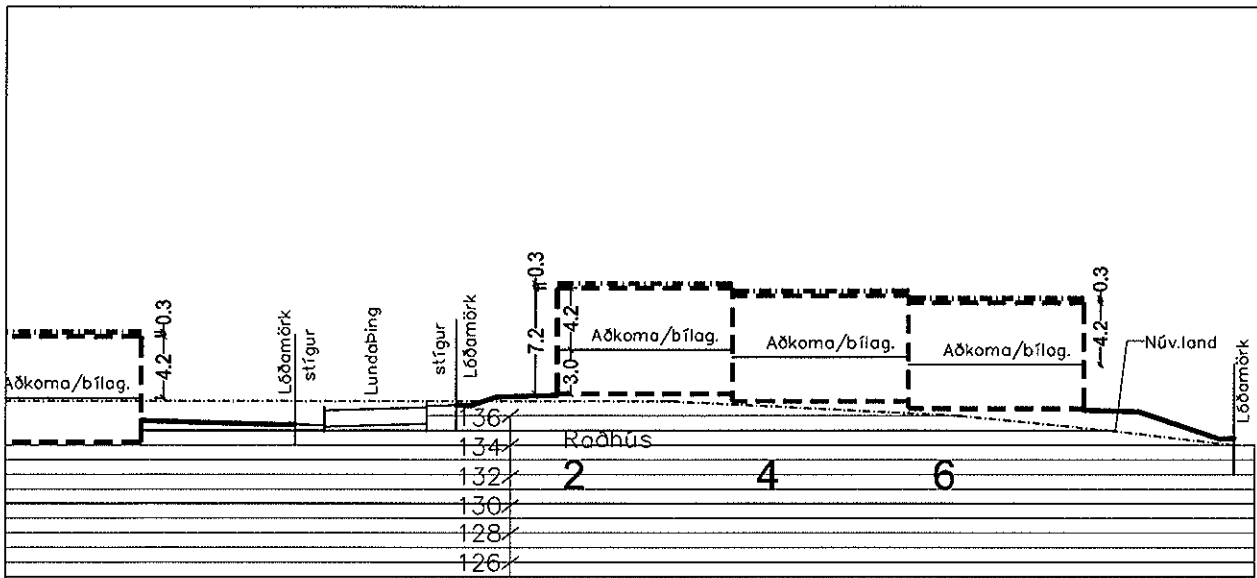 0.3
4.2
Aðkoma/bílag.
Lóðamörk
stígur
Lundaþing
stígur
Lóðamörk
0.3
7.2
4.2
3.0
Aðkoma/bílag.
Aðkoma/bílag.
Aðkoma/bílag.
0.3
4.2
Núv.land
Lóðamörk
Raðhús
2
4
6
136
134
132
130
128
126